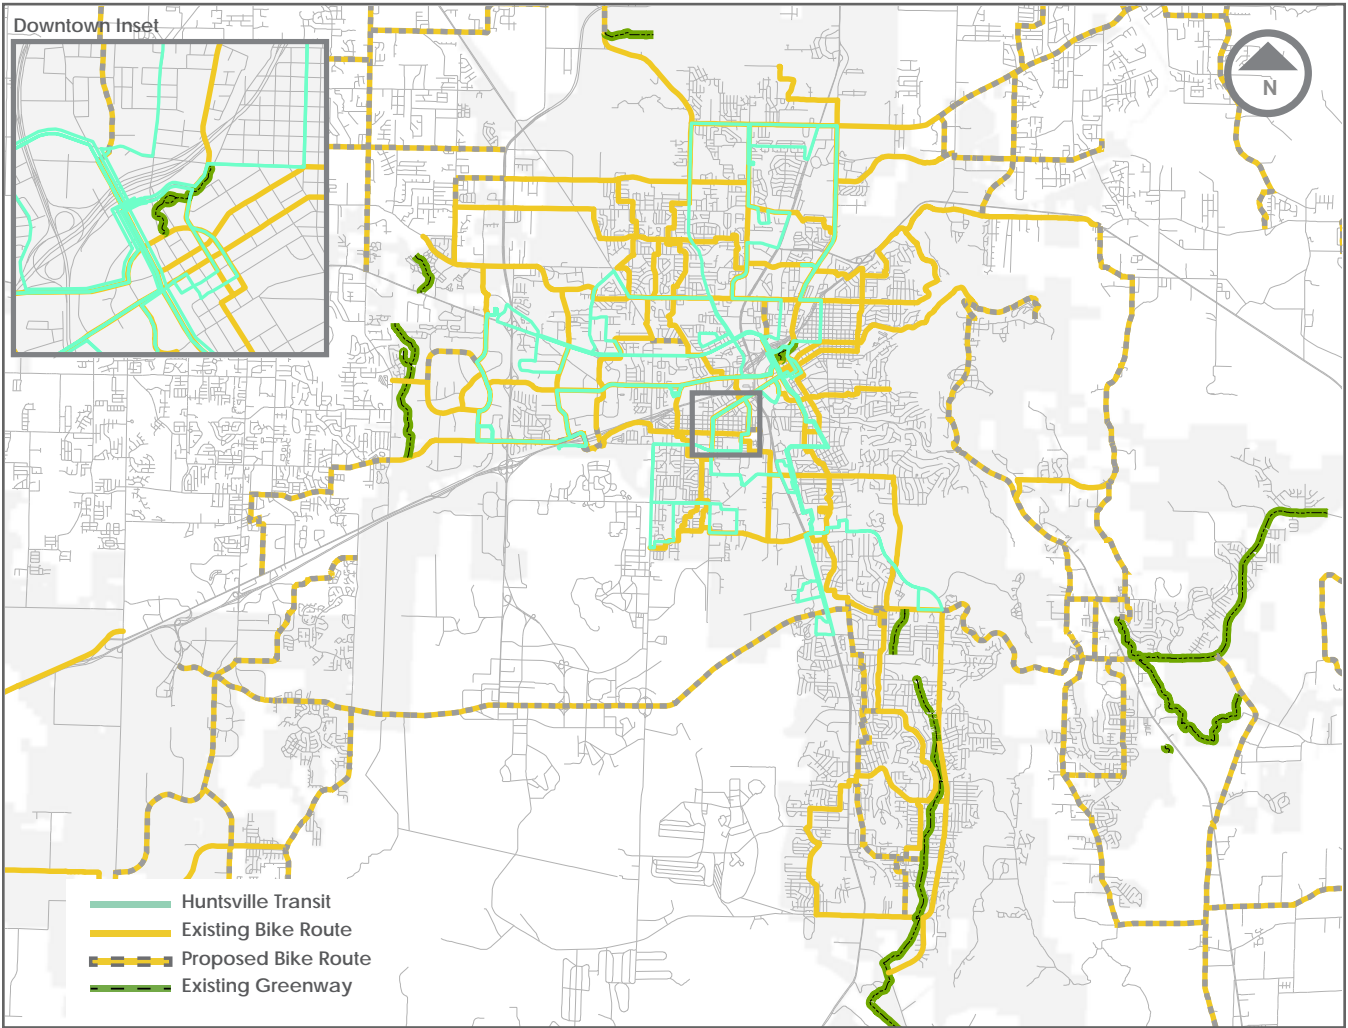 Downtown Inset
N
Huntsville Transit
Existing Bike Route
Proposed Bike Route
Existing Greenway